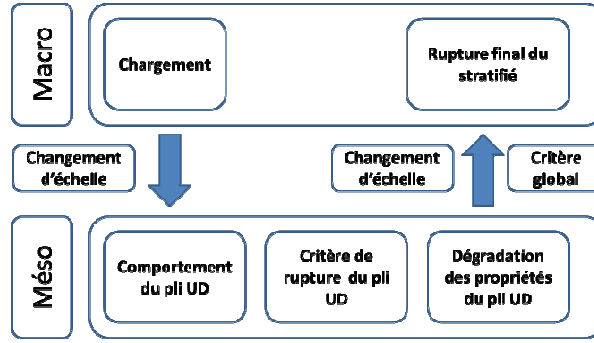 Macro
Chargement
Rupture final du
stratifié
Changement
d'échelle
Changement
d'échelle
Critère
global
Méso
Comportement
du pli UD
Critère de
rupture du pli
UD
Dégradation
des propriétés
du pli UD